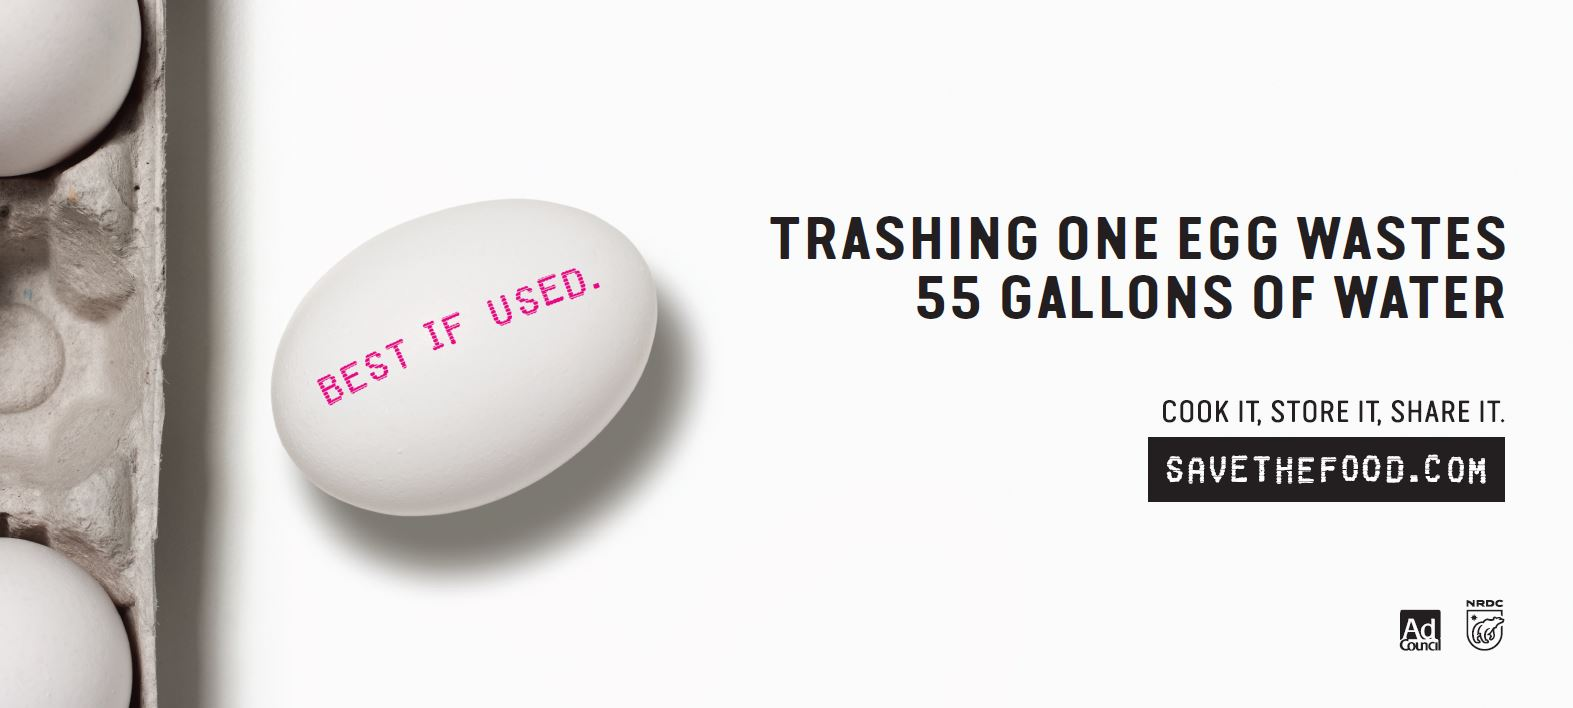 BEST IF USED.
TRASHING ONE EGG WASTES
55 GALLONS OF WATER
COOK IT, STORE IT, SHARE IT.
SAVETHEFOOD.COM
Ad
Council
NRDC